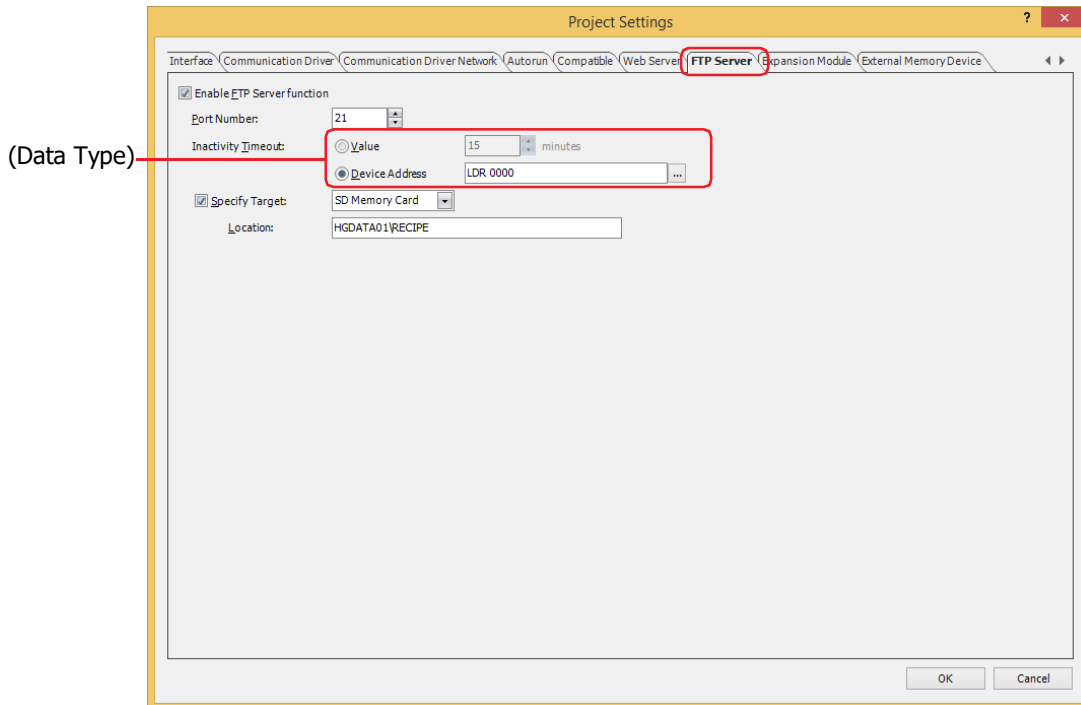 Project Settings
? ×
Interface Communication Driver Communication Driver Network Autorun Compatible Web Server FTP Server Expansion Module External Memory Device
Enable FTP Server function
Port Number: 21
(Data Type)
Inactivity Timeout: Value 15 minutes
Device Address LDR 0000 ...
Specify Target: SD Memory Card
Location: HGDATA01\RECIPE
OK Cancel